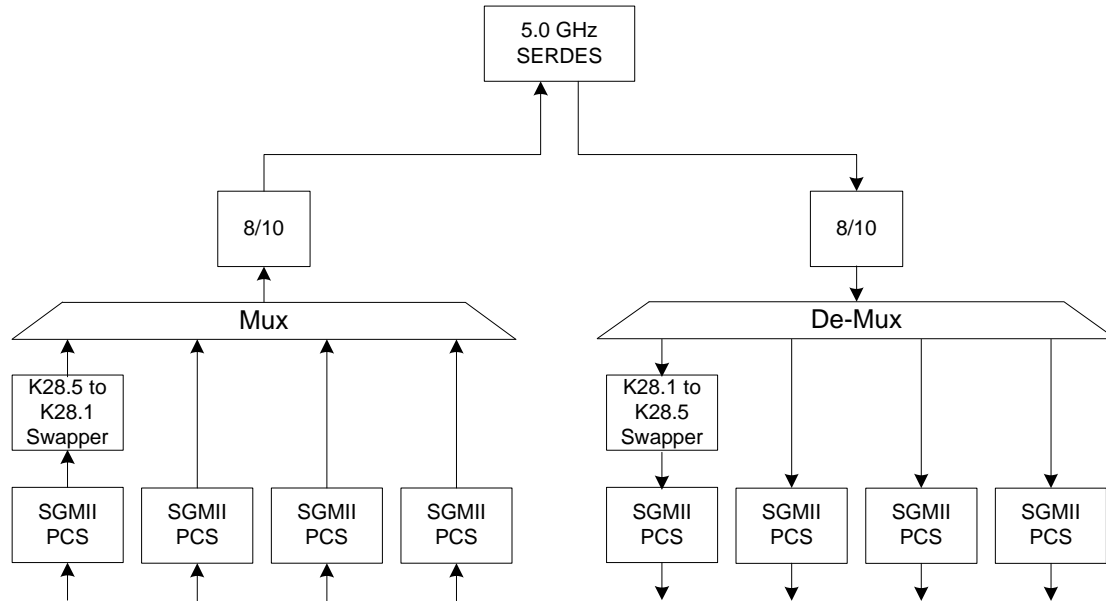 5.0 GHz
SERDES
8/10
8/10
Mux
De-Mux
K28.5 to
K28.1
Swapper
K28.1 to
K28.5
Swapper
SGMII
PCS
SGMII
PCS
SGMII
PCS
SGMII
PCS
SGMII
PCS
SGMII
PCS
SGMII
PCS
SGMII
PCS